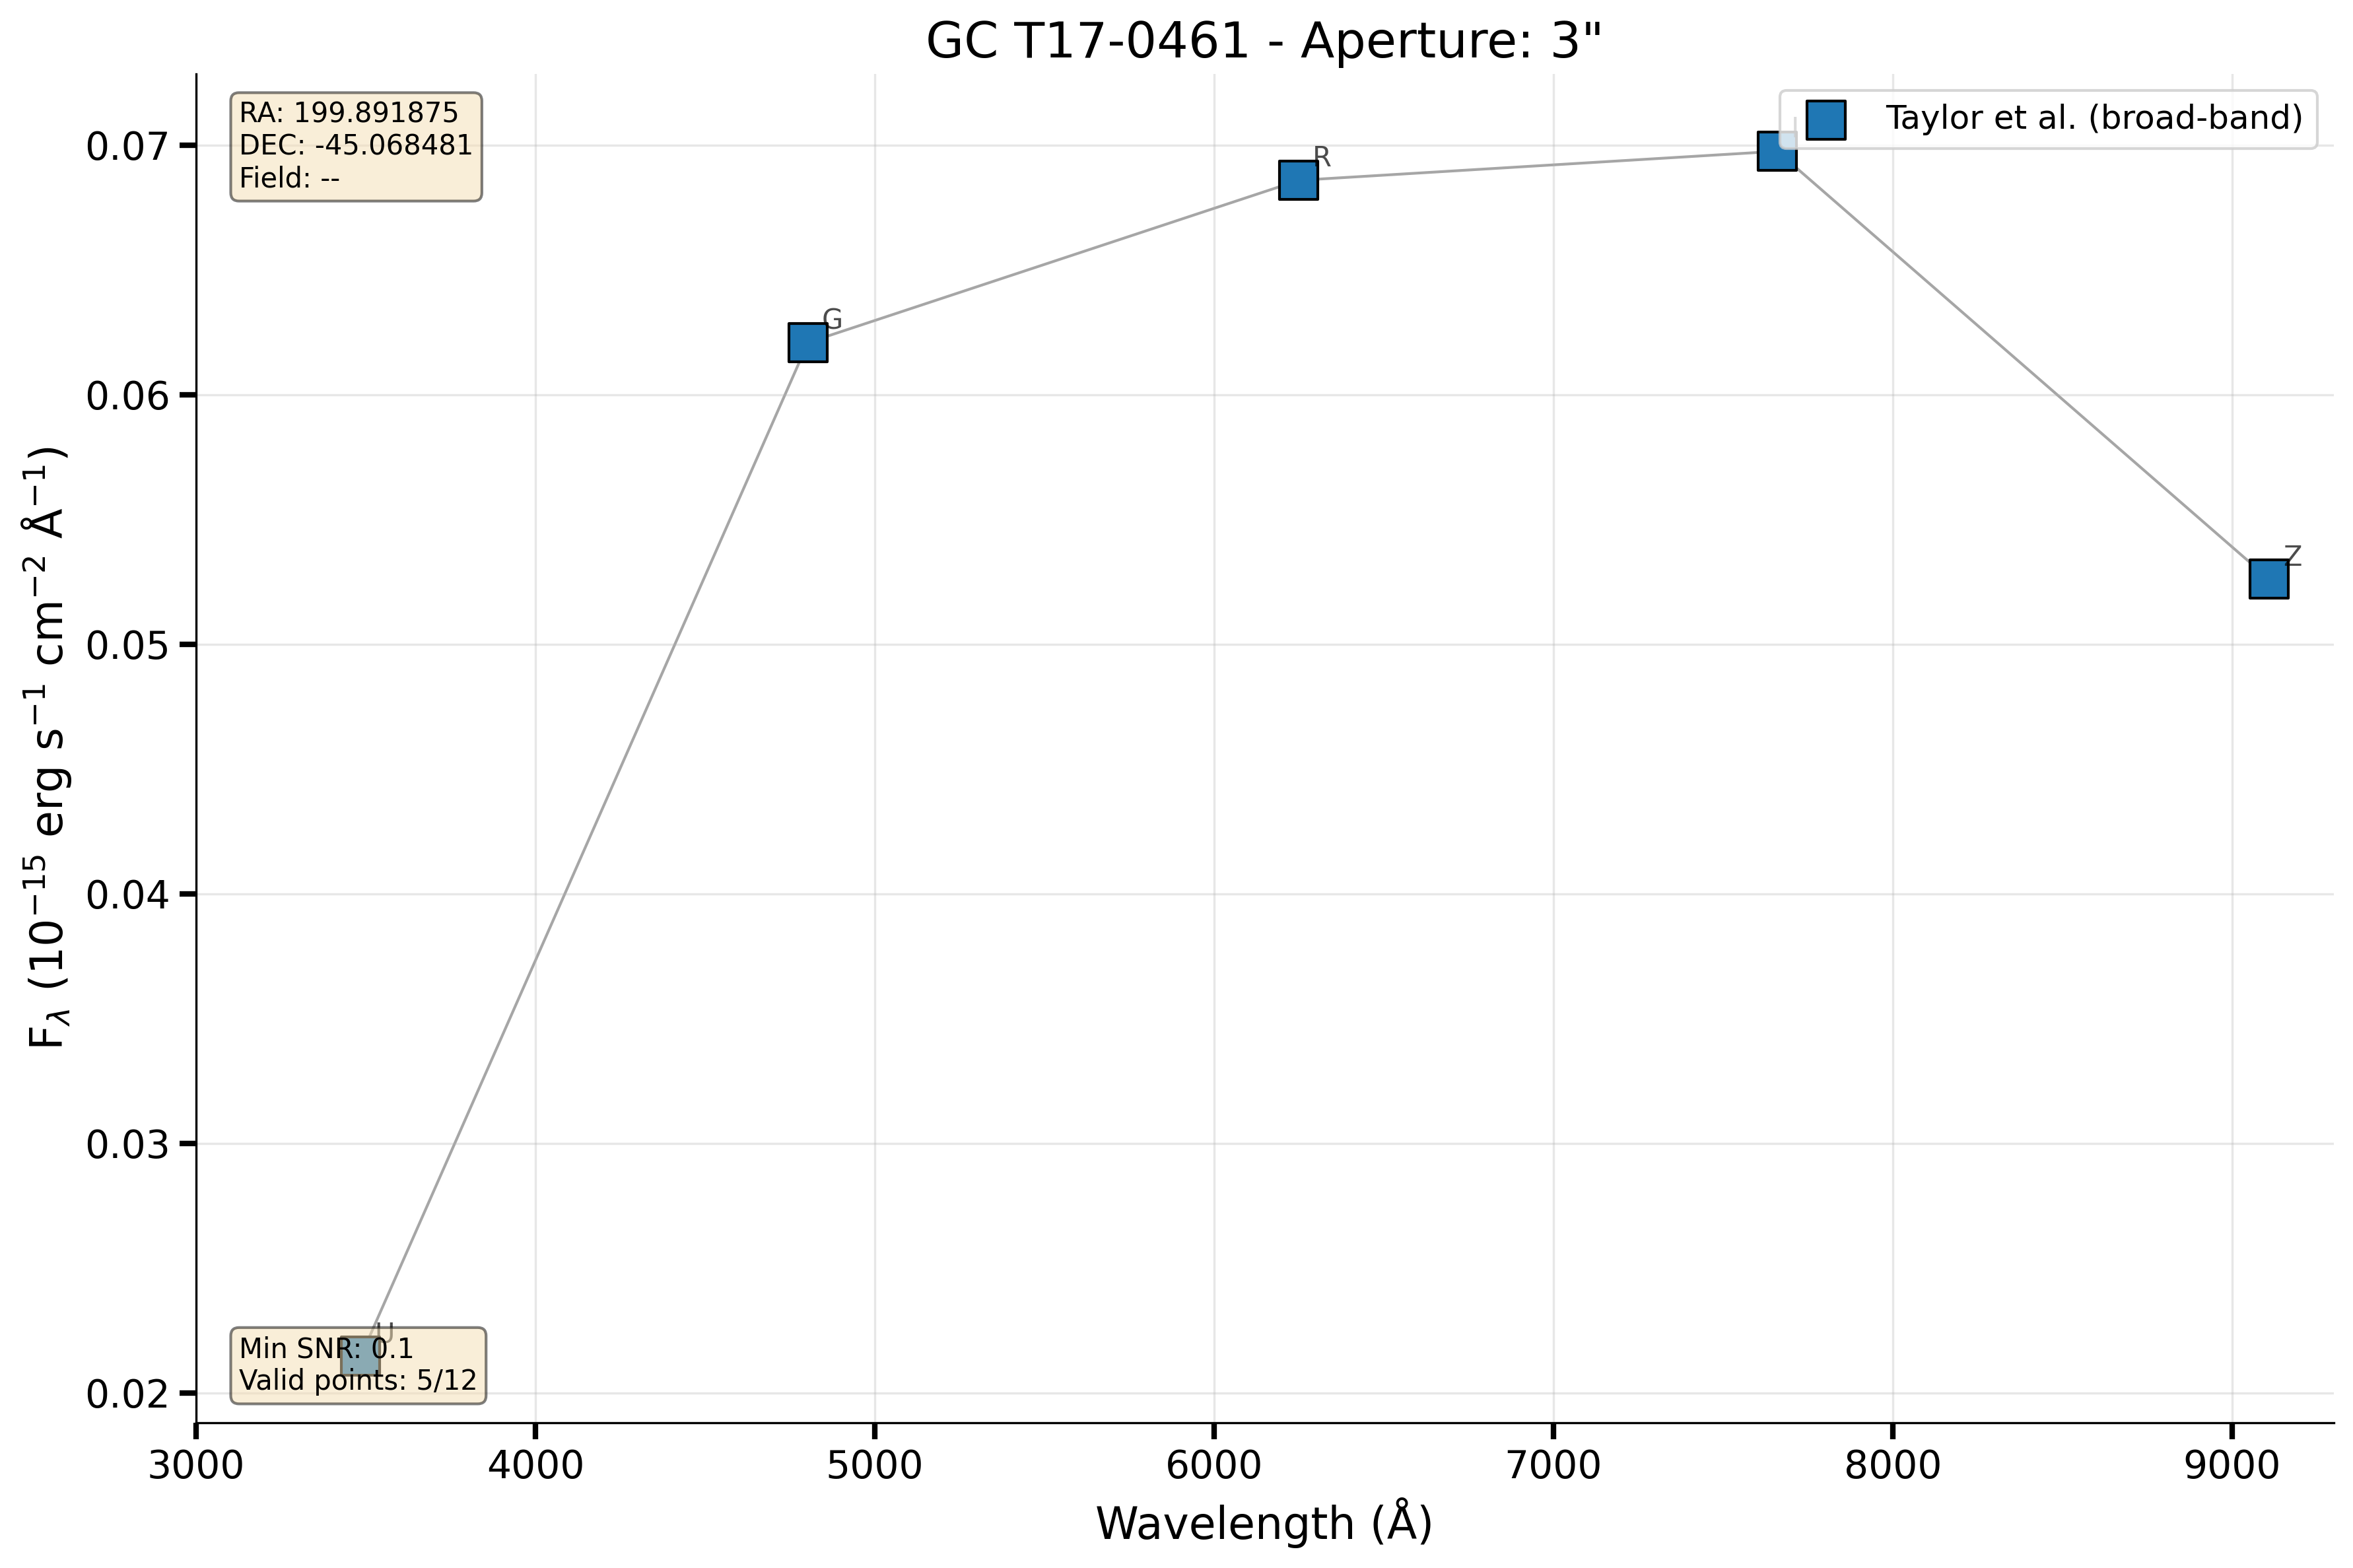 GC T17-0461 - Aperture: 3"
RA: 199.891875
DEC: -45.068481
Field: --
Taylor et al. (broad-band)
R
G
Z
U
Min SNR: 0.1
Valid points: 5/12
0.07
0.06
0.05
0.04
0.03
0.02
3000 4000 5000 6000 7000 8000 9000
Wavelength (Å)
F_λ (10⁻¹⁵ erg s⁻¹ cm⁻² Å⁻¹)